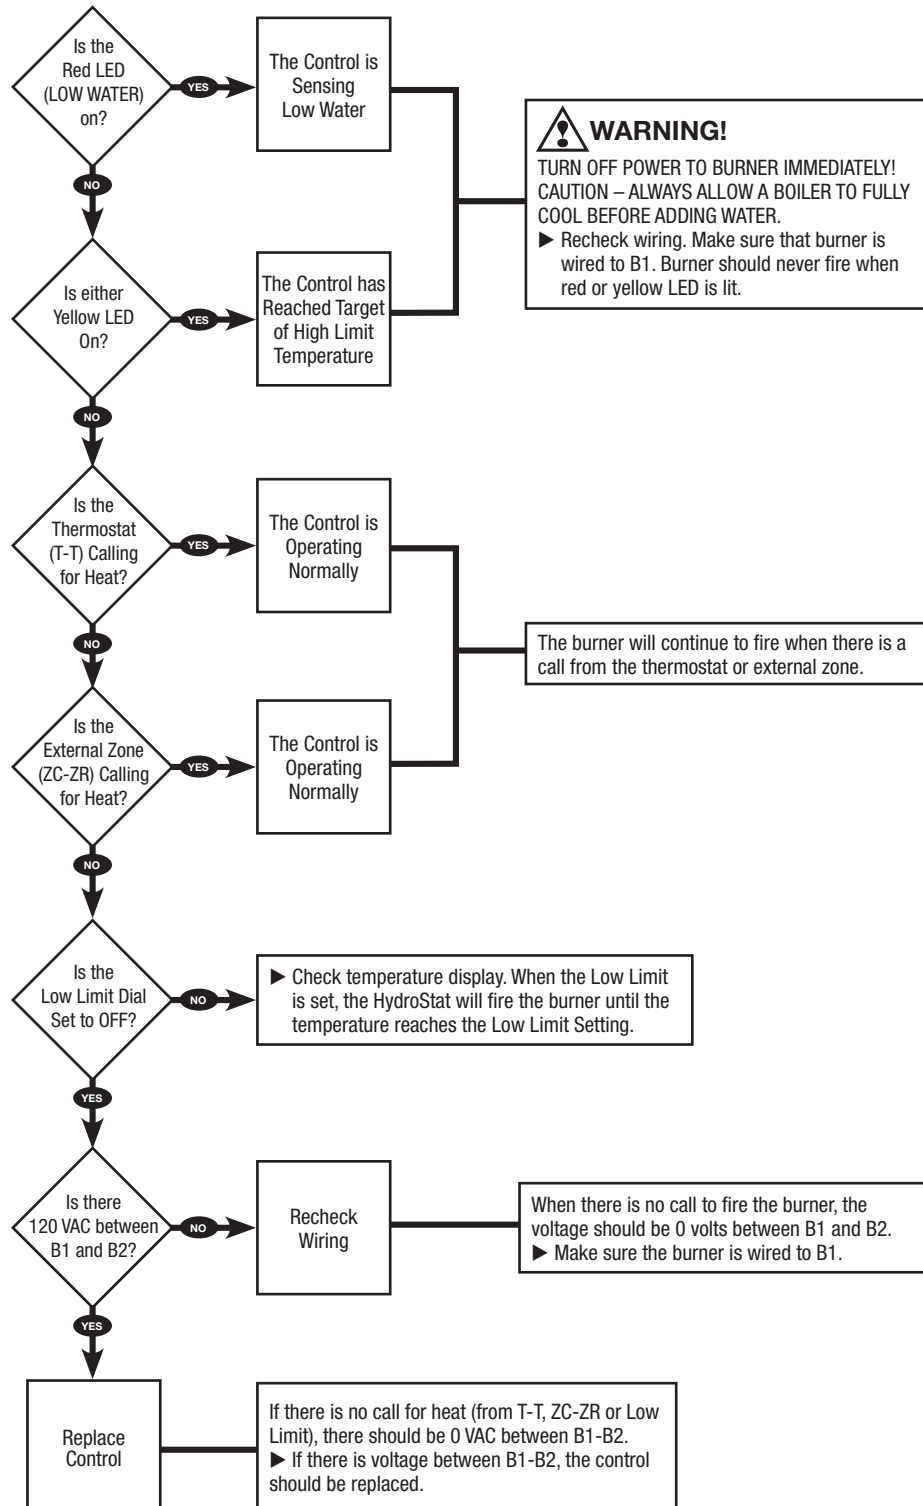 Is the
Red LED
(LOW WATER)
on?
YES
The Control is
Sensing
Low Water
WARNING!
TURN OFF POWER TO BURNER IMMEDIATELY!
CAUTION – ALWAYS ALLOW A BOILER TO FULLY
COOL BEFORE ADDING WATER.
▶ Recheck wiring. Make sure that burner is
wired to B1. Burner should never fire when
red or yellow LED is lit.
NO
Is either
Yellow LED
On?
YES
The Control has
Reached Target
of High Limit
Temperature
NO
Is the
Thermostat
(T-T) Calling
for Heat?
YES
The Control is
Operating
Normally
The burner will continue to fire when there is a
call from the thermostat or external zone.
NO
Is the
External Zone
(ZC-ZR) Calling
for Heat?
YES
The Control is
Operating
Normally
NO
Is the
Low Limit Dial
Set to OFF?
NO
▶ Check temperature display. When the Low Limit
is set, the HydroStat will fire the burner until the
temperature reaches the Low Limit Setting.
YES
Is there
120 VAC between
B1 and B2?
NO
Recheck
Wiring
When there is no call to fire the burner, the
voltage should be 0 volts between B1 and B2.
▶ Make sure the burner is wired to B1.
YES
Replace
Control
If there is no call for heat (from T-T, ZC-ZR or Low
Limit), there should be 0 VAC between B1-B2.
▶ If there is voltage between B1-B2, the control
should be replaced.